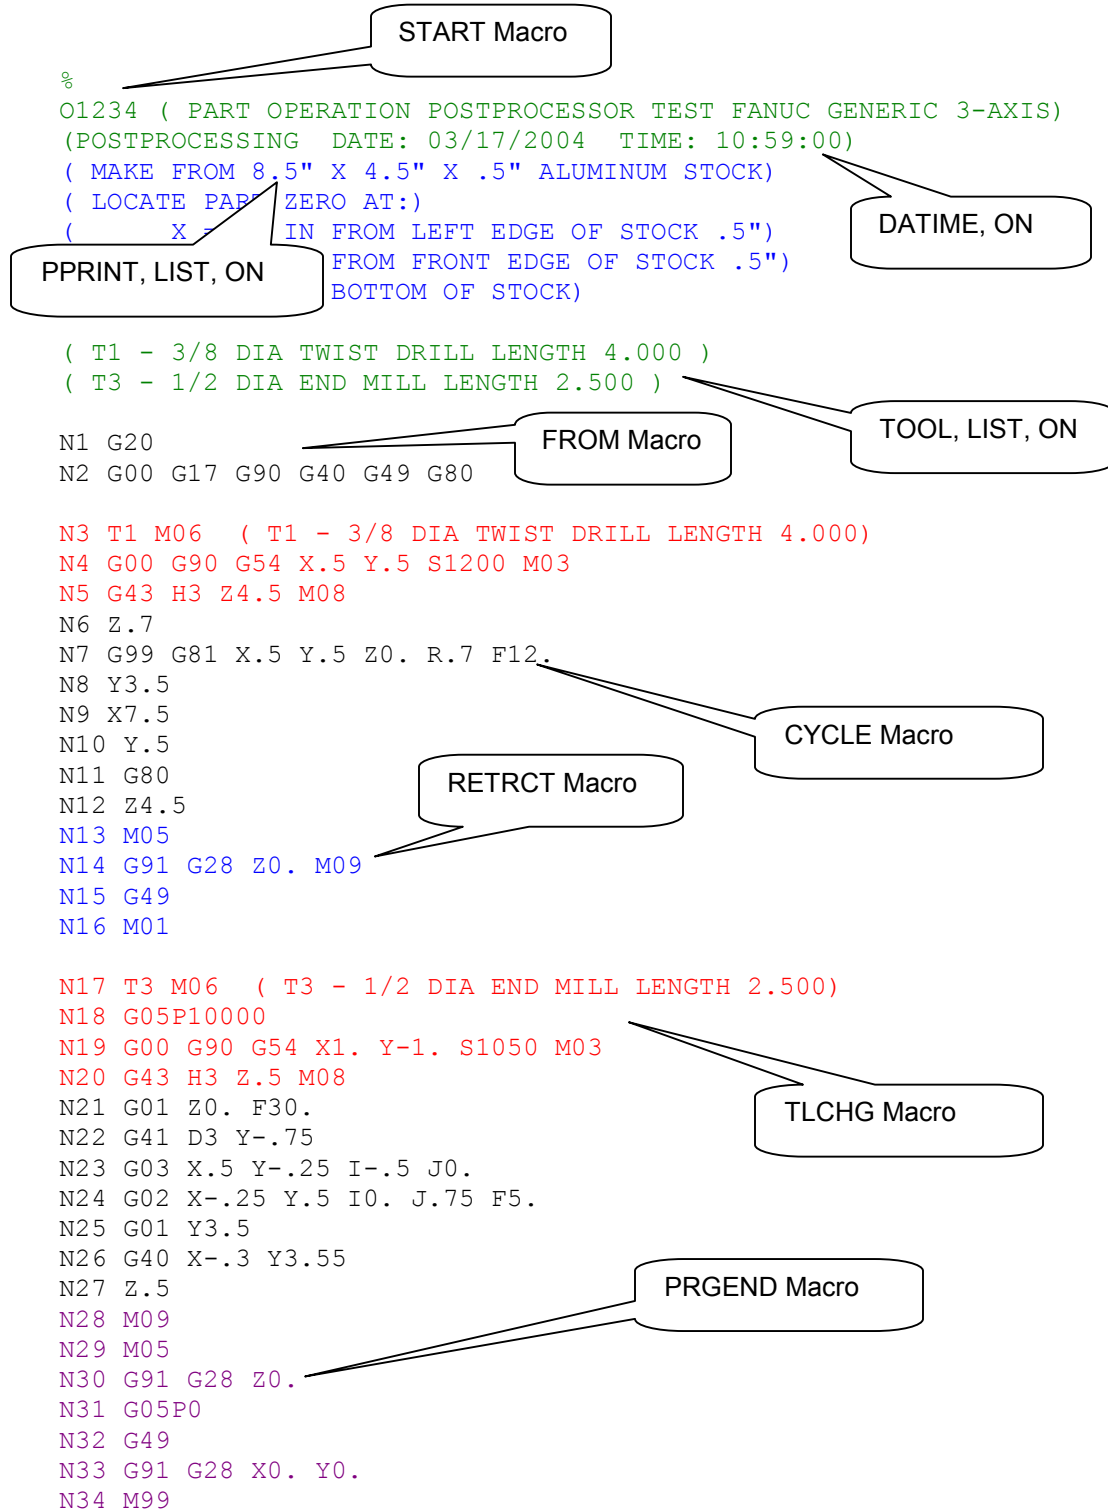 START Macro
%
O1234 ( PART OPERATION POSTPROCESSOR TEST FANUC GENERIC 3-AXIS)
(POSTPROCESSING  DATE: 03/17/2004  TIME: 10:59:00)
( MAKE FROM 8.5" X 4.5" X .5" ALUMINUM STOCK)
( LOCATE PART ZERO AT:)
DATIME, ON
(      X = IN FROM LEFT EDGE OF STOCK .5")
PPRINT, LIST, ON
FROM FRONT EDGE OF STOCK .5")
BOTTOM OF STOCK)
( T1 - 3/8 DIA TWIST DRILL LENGTH 4.000 )
( T3 - 1/2 DIA END MILL LENGTH 2.500 )
TOOL, LIST, ON
FROM Macro
N1 G20
N2 G00 G17 G90 G40 G49 G80
N3 T1 M06  ( T1 - 3/8 DIA TWIST DRILL LENGTH 4.000)
N4 G00 G90 G54 X.5 Y.5 S1200 M03
N5 G43 H3 Z4.5 M08
N6 Z.7
N7 G99 G81 X.5 Y.5 Z0. R.7 F12.
N8 Y3.5
N9 X7.5
CYCLE Macro
N10 Y.5
N11 G80
RETRCT Macro
N12 Z4.5
N13 M05
N14 G91 G28 Z0. M09
N15 G49
N16 M01
N17 T3 M06  ( T3 - 1/2 DIA END MILL LENGTH 2.500)
N18 G05P10000
N19 G00 G90 G54 X1. Y-1. S1050 M03
N20 G43 H3 Z.5 M08
N21 G01 Z0. F30.
TLCHG Macro
N22 G41 D3 Y-.75
N23 G03 X.5 Y-.25 I-.5 J0.
N24 G02 X-.25 Y.5 I0. J.75 F5.
N25 G01 Y3.5
N26 G40 X-.3 Y3.55
N27 Z.5
PRGEND Macro
N28 M09
N29 M05
N30 G91 G28 Z0.
N31 G05P0
N32 G49
N33 G91 G28 X0. Y0.
N34 M99